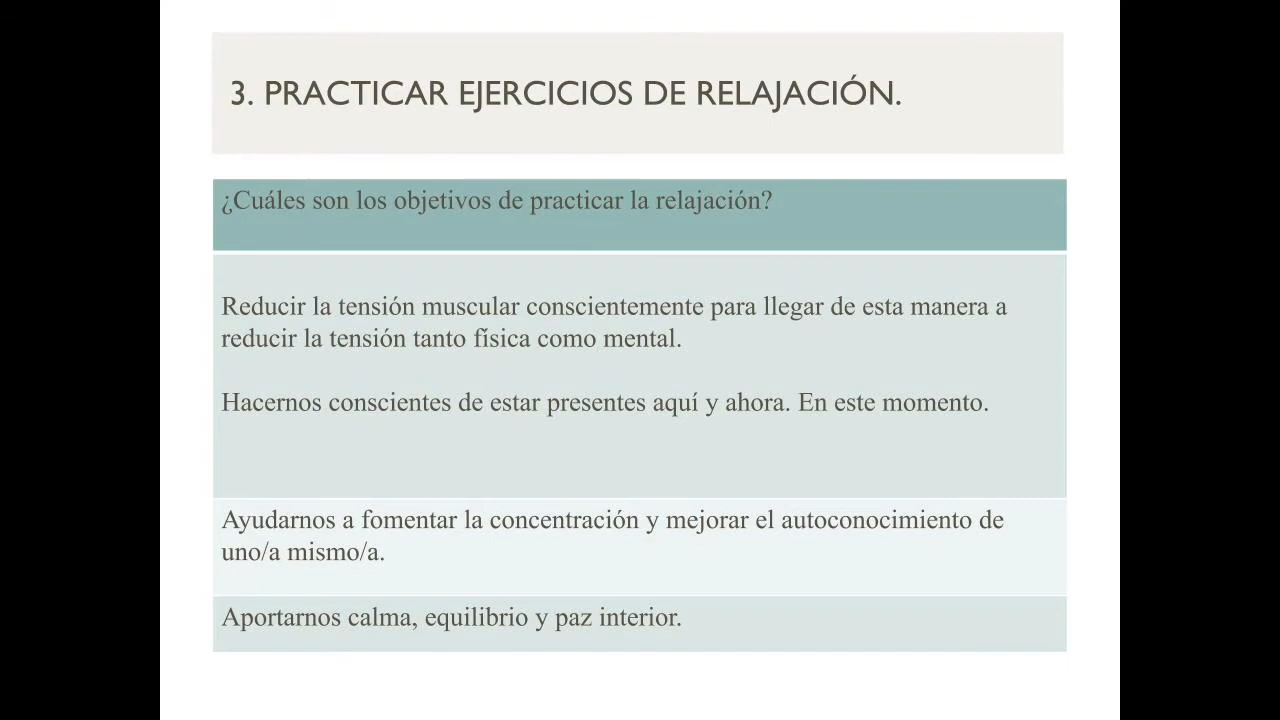 3. PRACTICAR EJERCICIOS DE RELAJACIÓN.
¿Cuáles son los objetivos de practicar la relajación?
Reducir la tensión muscular conscientemente para llegar de esta manera a
reducir la tensión tanto física como mental.
Hacernos conscientes de estar presentes aquí y ahora. En este momento.
Ayudarnos a fomentar la concentración y mejorar el autoconocimiento de
uno/a mismo/a.
Aportarnos calma, equilibrio y paz interior.